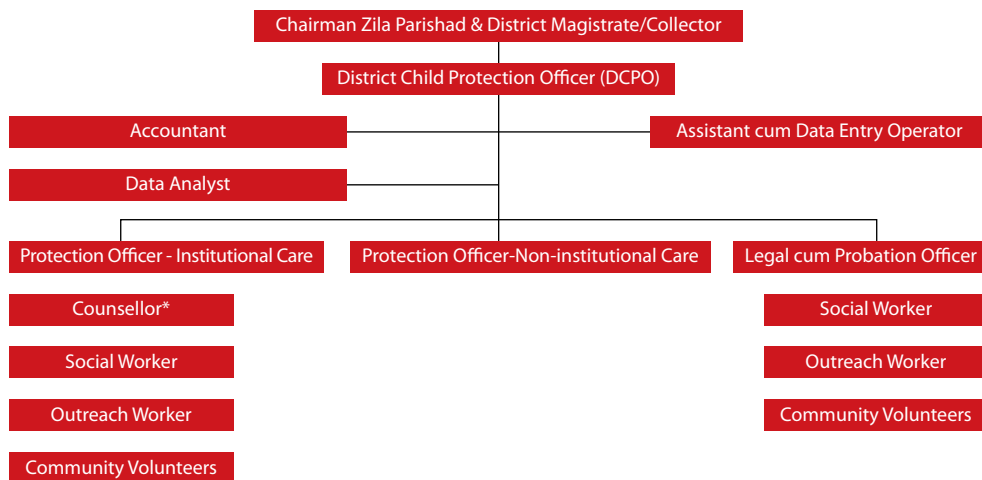 Chairman Zila Parishad & District Magistrate/Collector
District Child Protection Officer (DCPO)
Accountant
Assistant cum Data Entry Operator
Data Analyst
Protection Officer - Institutional Care
Protection Officer-Non-institutional Care
Legal cum Probation Officer
Counsellor*
Social Worker
Social Worker
Outreach Worker
Outreach Worker
Community Volunteers
Community Volunteers